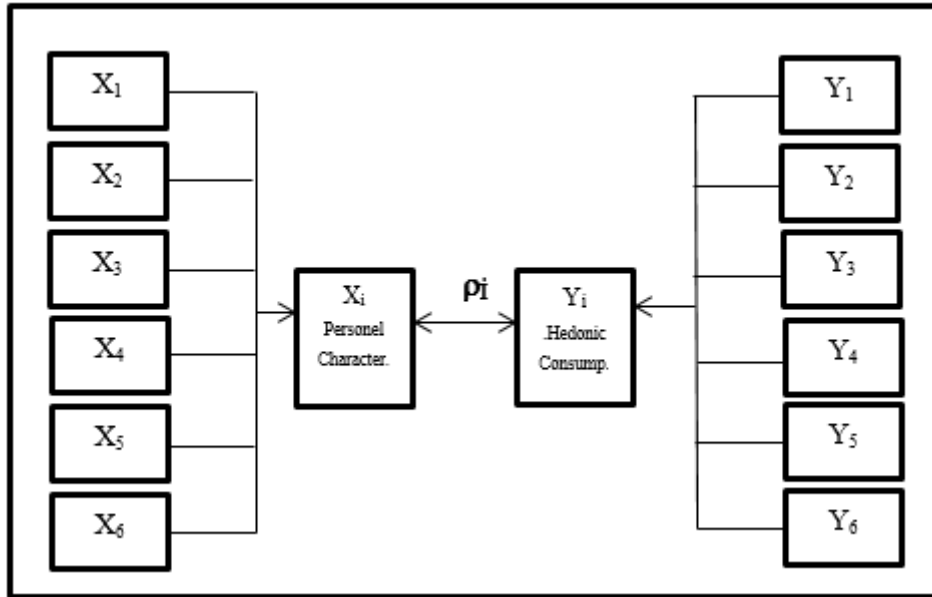 X₁
X₂
X₃
X₄
X₅
X₆
Xᵢ
Personel
Character.
ρi
Yᵢ
.Hedonic
Consump.
Y₁
Y₂
Y₃
Y₄
Y₅
Y₆